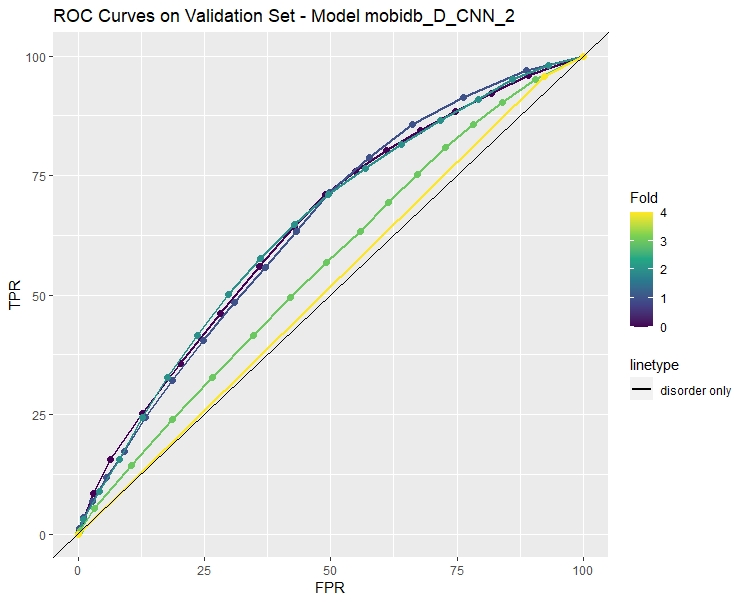 ROC Curves on Validation Set - Model mobidb_D_CNN_2
100
75
50
25
0
TPR
0 25 50 75 100
FPR
Fold
4
3
2
1
0
linetype
disorder only